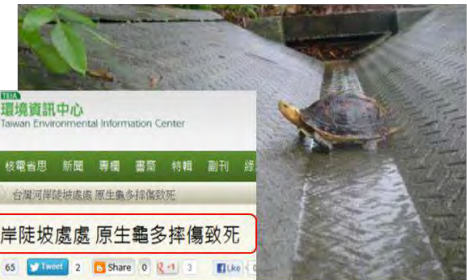 TEIA
環境資訊中心
Taiwan Environmental Information Center
核電省思 新聞 專欄 書齋 特輯 副刊 綠
台灣河岸陡坡處處 原生龜多摔傷致死
岸陡坡處處 原生龜多摔傷致死
65 Tweet 2 Share 0 +1 3 Like